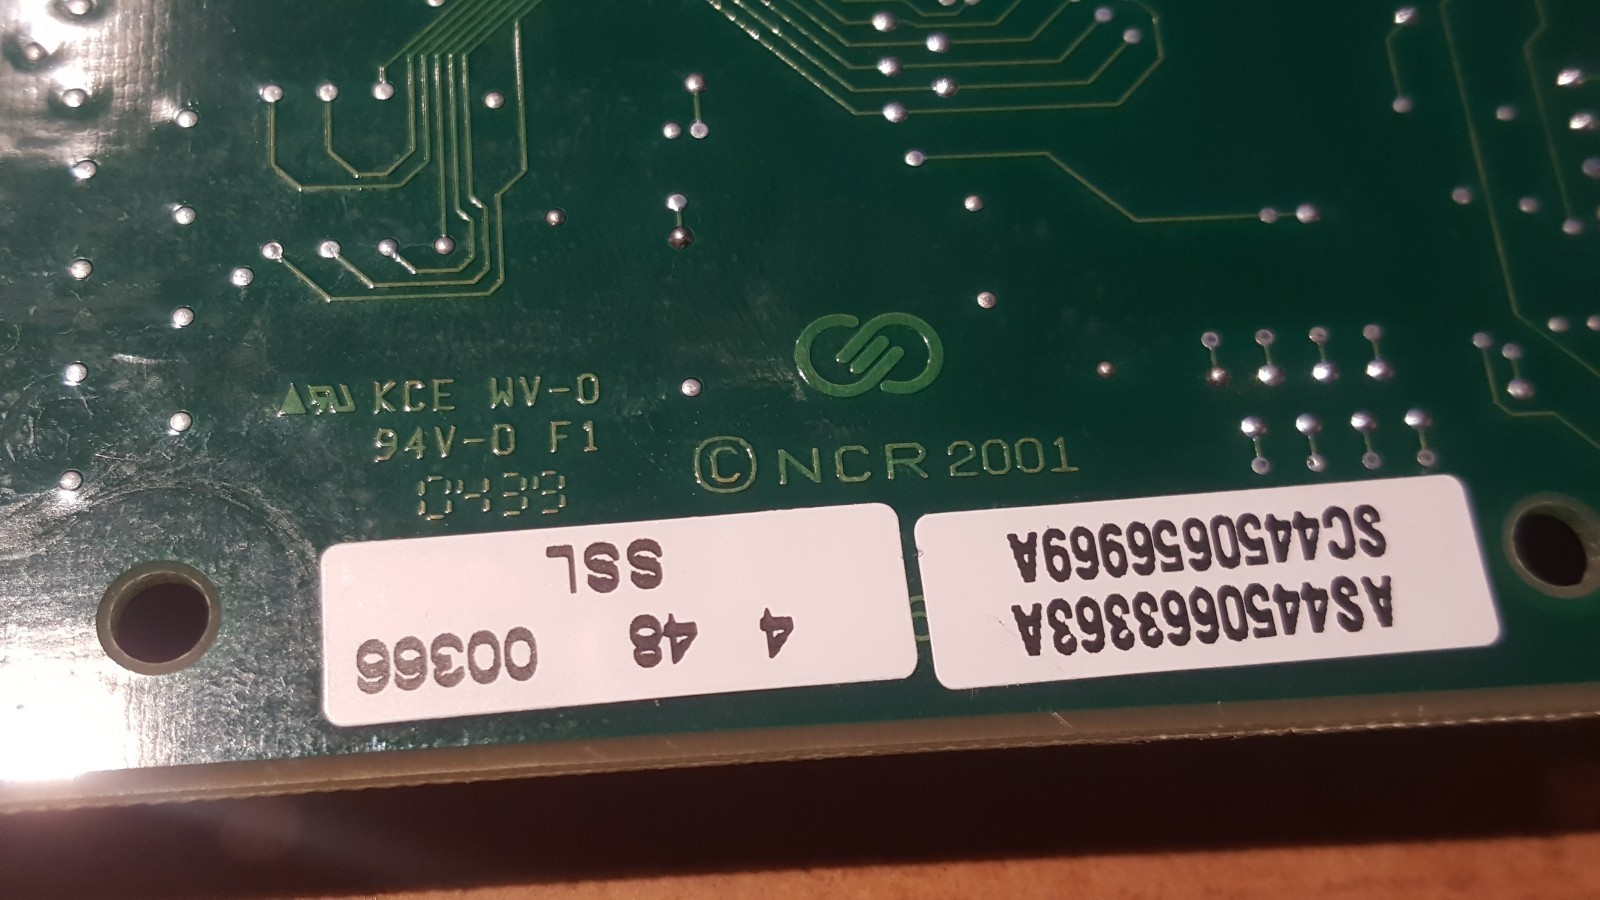 KCE WV-0
94V-0 F1
0439
© NCR 2001
4 48 00366
SSL
AS4450663363A
SC4450656969A